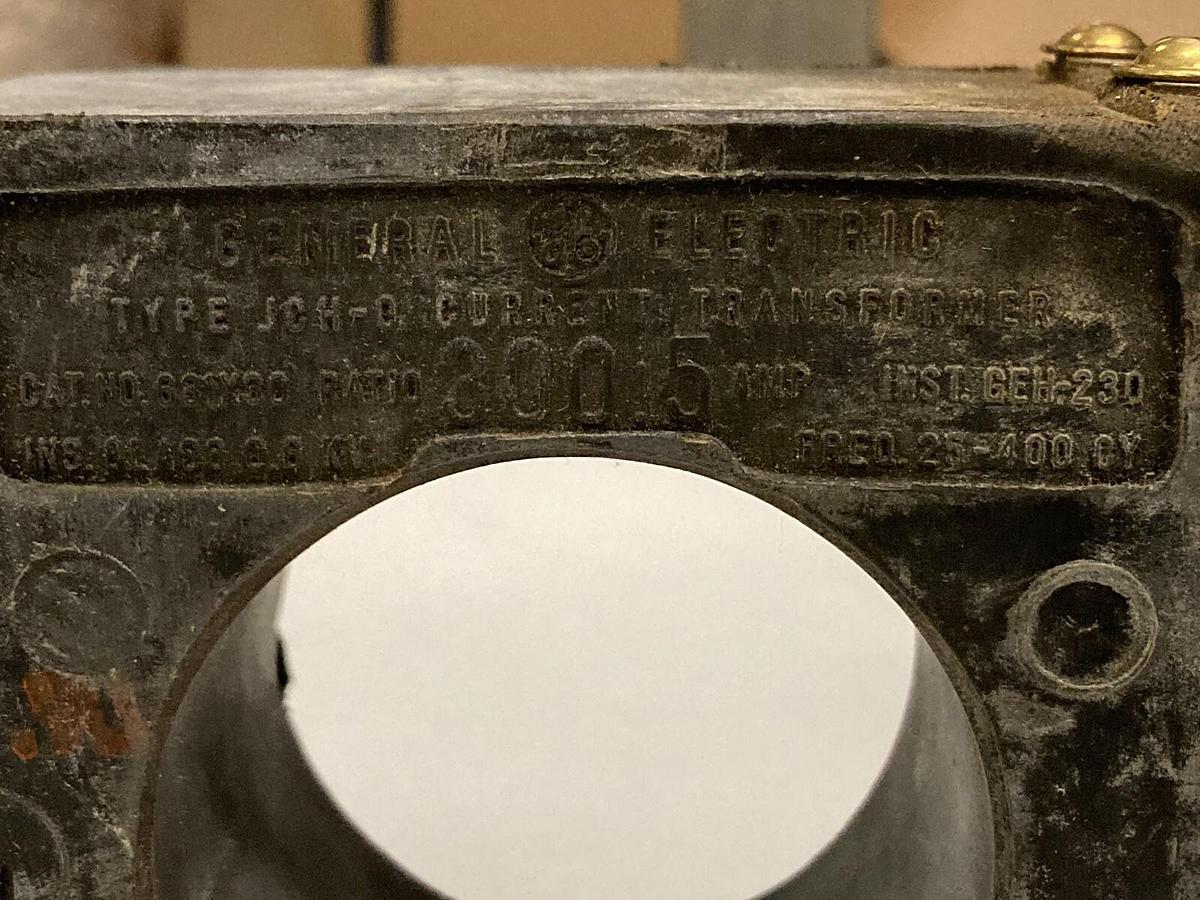 GENERAL GE ELECTRIC
TYPE JCH-0 CURRENT TRANSFORMER
CAT. NO. RATIO 200:5 AMP INST. GEH-230
INS. CLASS 0.6 KV. FREQ. 25-400 CY